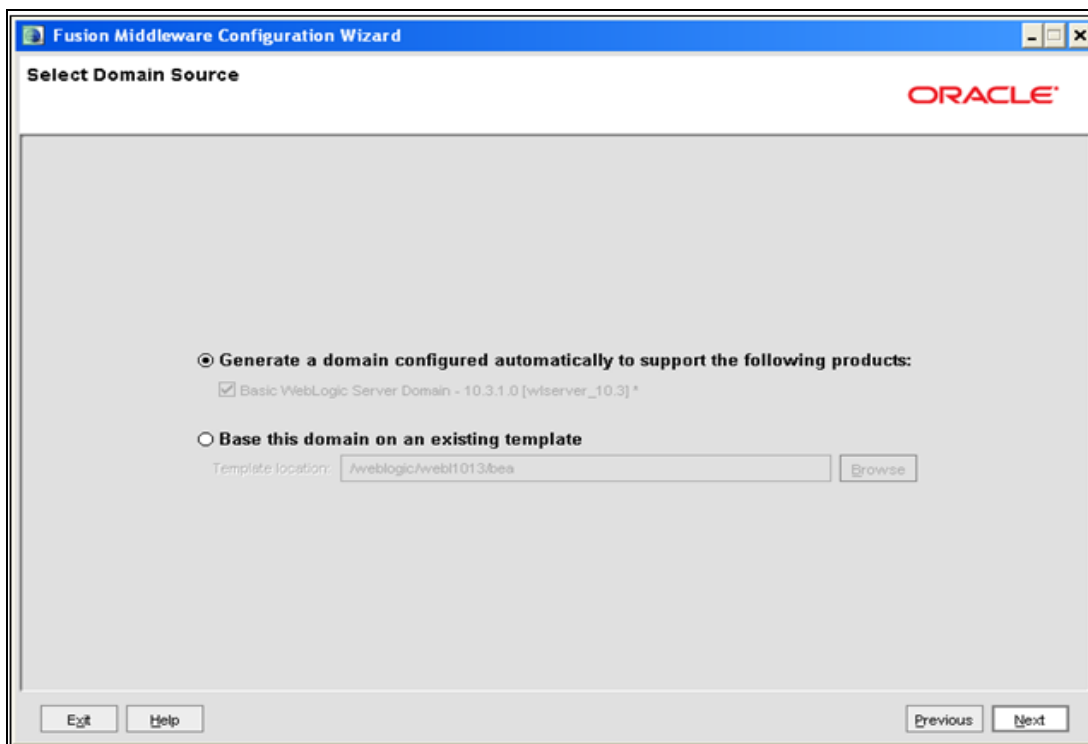 Fusion Middleware Configuration Wizard
Select Domain Source
ORACLE
Generate a domain configured automatically to support the following products:
Basic WebLogic Server Domain - 10.3.1.0 [wlserver_10.3] *
Base this domain on an existing template
Template location: /weblogic/webl1013/bea Browse
Exit Help Previous Next